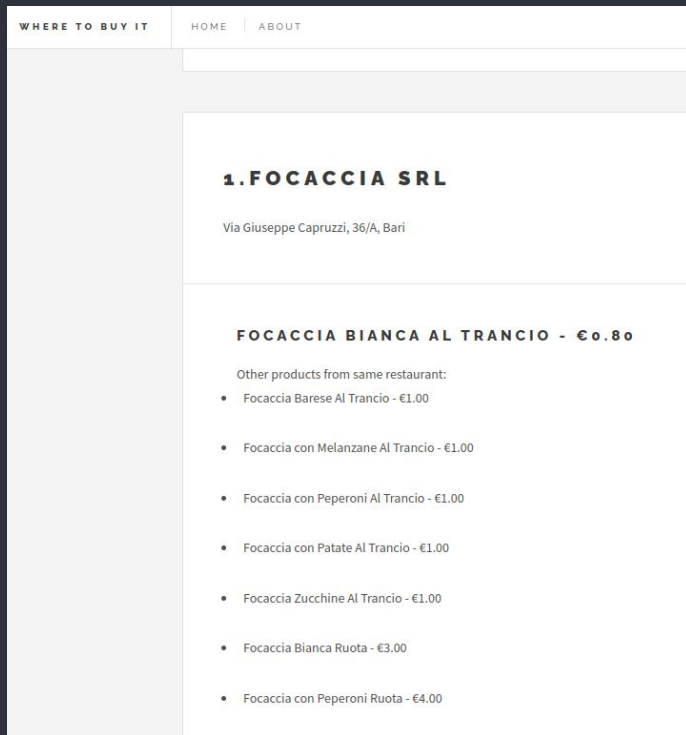 WHERE TO BUY IT
HOME
ABOUT
1.FOCACCIA SRL
Via Giuseppe Capruzzi, 36/A, Bari
FOCACCIA BIANCA AL TRANCIO - €0.80
Other products from same restaurant:
Focaccia Barese Al Trancio - €1.00
Focaccia con Melanzane Al Trancio - €1.00
Focaccia con Peperoni Al Trancio - €1.00
Focaccia con Patate Al Trancio - €1.00
Focaccia Zucchine Al Trancio - €1.00
Focaccia Bianca Ruota - €3.00
Focaccia con Peperoni Ruota - €4.00